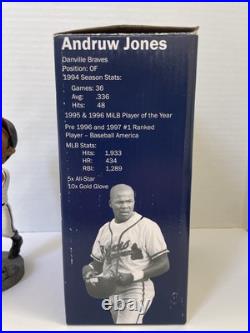 Andruw Jones
Danville Braves
Position: OF
1994 Season Stats:
Games: 36
Avg: .336
Hits: 48
1995 & 1996 MiLB Player of the Year
Pre 1996 and 1997 #1 Ranked
Player – Baseball America
MLB Stats:
Hits: 1,933
HR: 434
RBI: 1,289
5x All-Star
10x Gold Glove
Braves